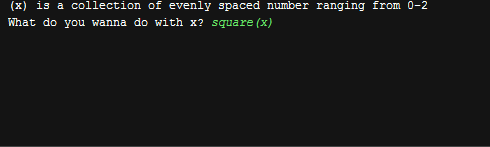 (x) is a collection of evenly spaced number ranging from 0-2
What do you wanna do with x? square(x)